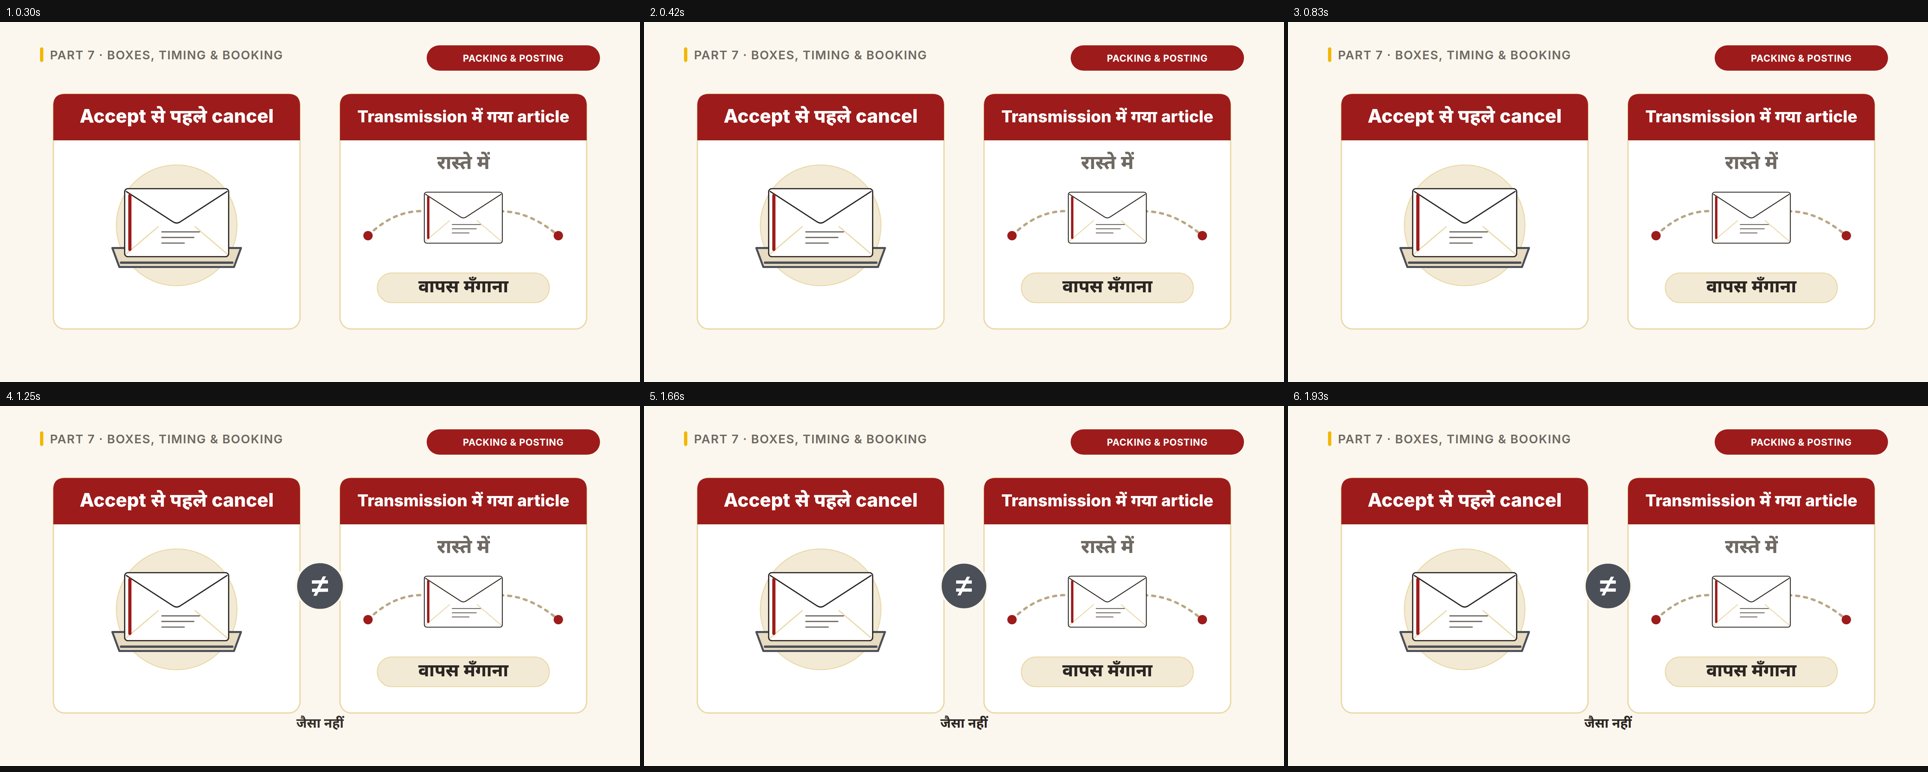 1. 0.30s
PART 7 · BOXES, TIMING & BOOKING
PACKING & POSTING
Accept से पहले cancel
Transmission में गया article
रास्ते में
वापस मँगाना
2. 0.42s
PART 7 · BOXES, TIMING & BOOKING
PACKING & POSTING
Accept से पहले cancel
Transmission में गया article
रास्ते में
वापस मँगाना
3. 0.83s
PART 7 · BOXES, TIMING & BOOKING
PACKING & POSTING
Accept से पहले cancel
Transmission में गया article
रास्ते में
वापस मँगाना
4. 1.25s
PART 7 · BOXES, TIMING & BOOKING
PACKING & POSTING
Accept से पहले cancel
Transmission में गया article
रास्ते में
≠
वापस मँगाना
जैसा नहीं
5. 1.66s
PART 7 · BOXES, TIMING & BOOKING
PACKING & POSTING
Accept से पहले cancel
Transmission में गया article
रास्ते में
≠
वापस मँगाना
जैसा नहीं
6. 1.93s
PART 7 · BOXES, TIMING & BOOKING
PACKING & POSTING
Accept से पहले cancel
Transmission में गया article
रास्ते में
≠
वापस मँगाना
जैसा नहीं